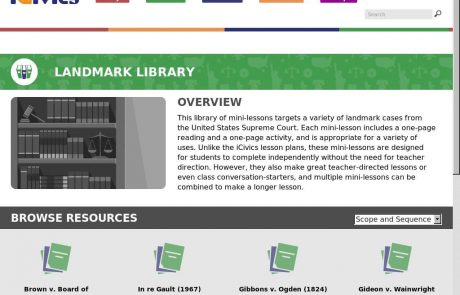 iCivics
Search
LANDMARK LIBRARY
OVERVIEW
This library of mini-lessons targets a variety of landmark cases from
the United States Supreme Court. Each mini-lesson includes a one-page
reading and a one-page activity, and is appropriate for a variety of
uses. Unlike the iCivics lesson plans, these mini-lessons are designed
for students to complete independently without the need for teacher
direction. However, they also make great teacher-directed lessons or
even class conversation-starters, and multiple mini-lessons can be
combined to make a longer lesson.
BROWSE RESOURCES
Scope and Sequence
Brown v. Board of
In re Gault (1967)
Gibbons v. Ogden (1824)
Gideon v. Wainwright